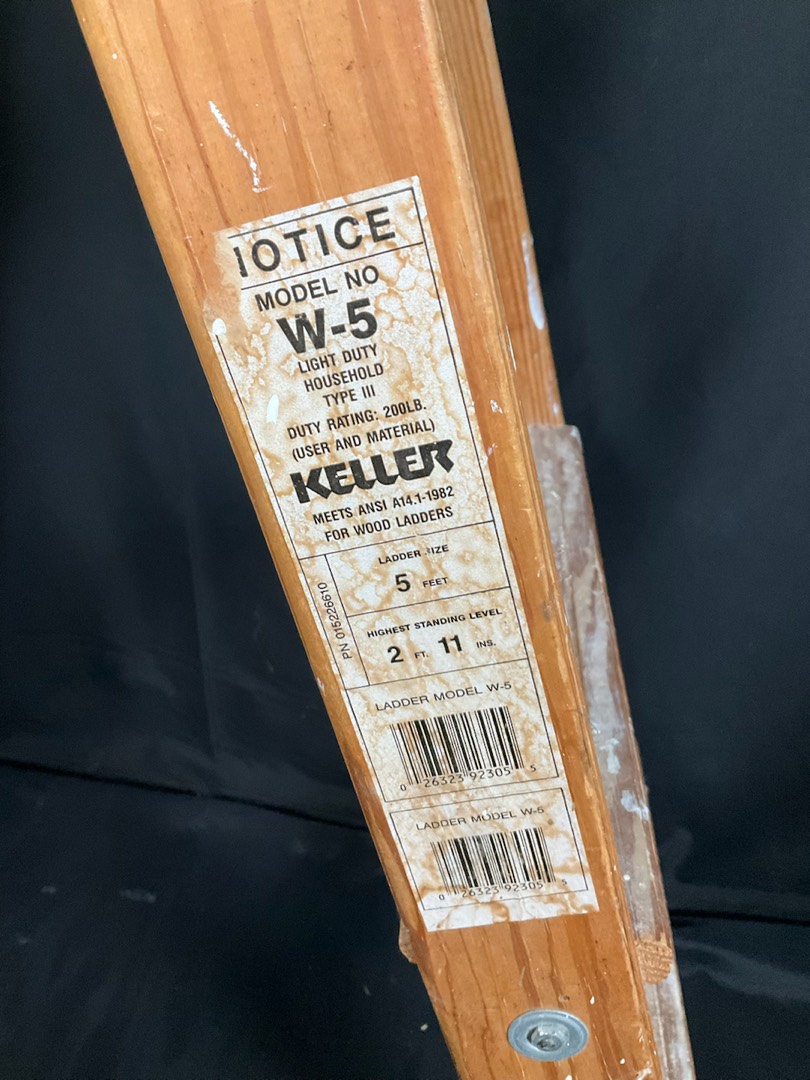 NOTICE
MODEL NO
W-5
LIGHT DUTY
HOUSEHOLD
TYPE III
DUTY RATING: 200LB.
(USER AND MATERIAL)
KELLER
MEETS ANSI A14.1-1982
FOR WOOD LADDERS
PN 015226610
LADDER SIZE
5 FEET
HIGHEST STANDING LEVEL
2 FT. 11 INS.
LADDER MODEL W-5
0 26323 92305 5
LADDER MODEL W-5
0 26323 92305 5